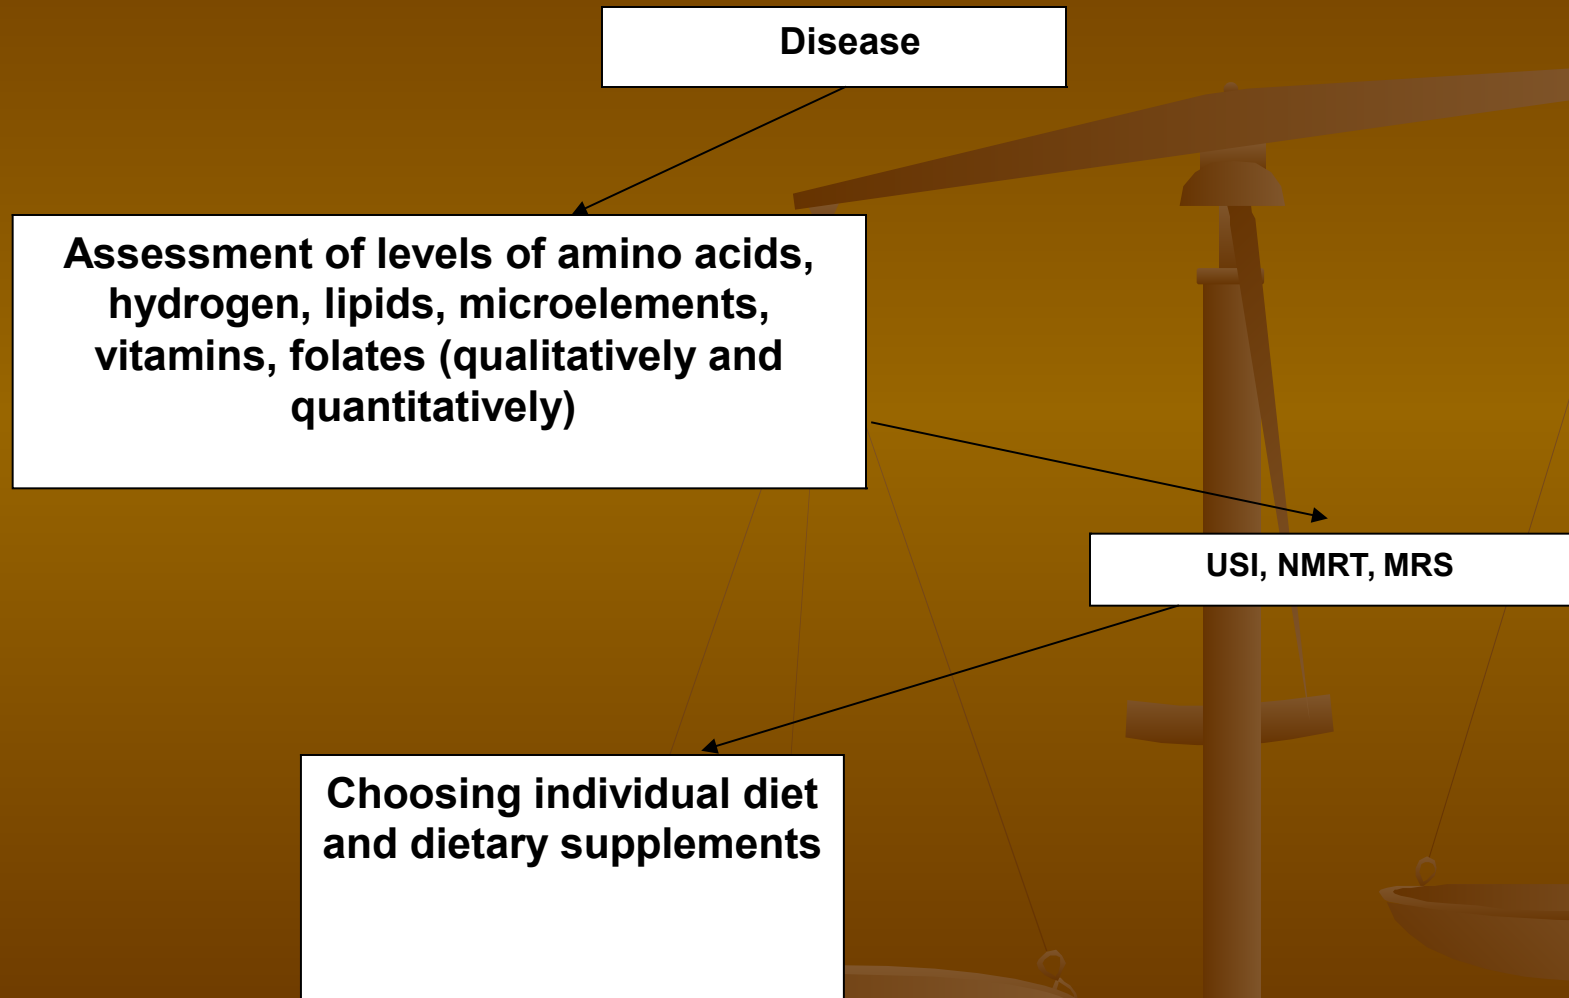 Disease
Assessment of levels of amino acids,
hydrogen, lipids, microelements,
vitamins, folates (qualitatively and
quantitatively)
USI, NMRT, MRS
Choosing individual diet
and dietary supplements